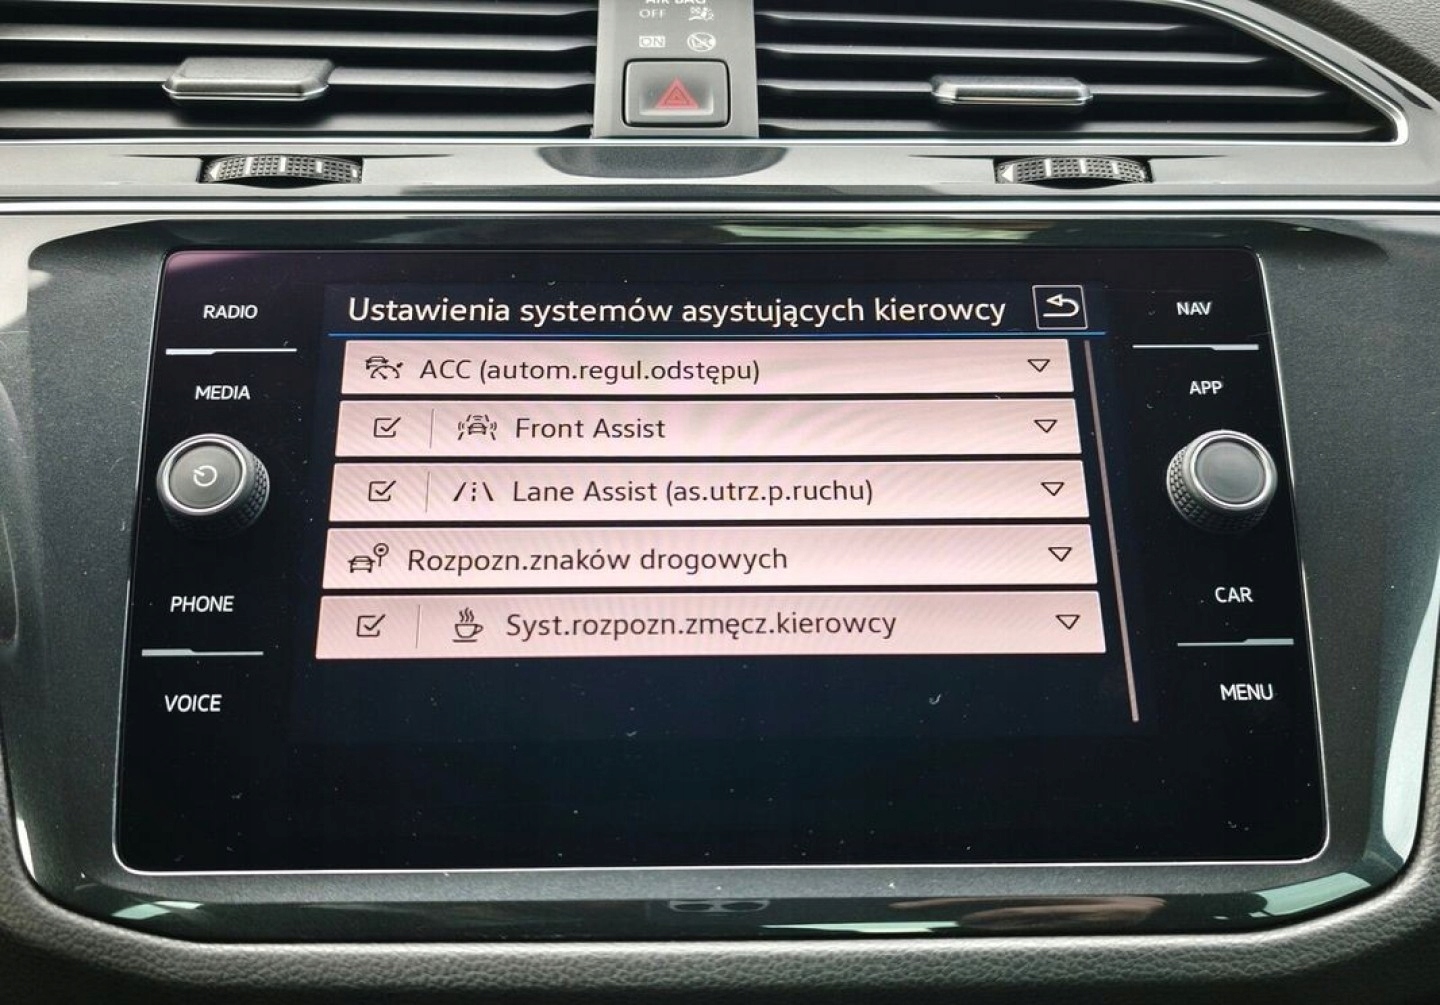 AIR BAG
OFF
ON
RADIO
MEDIA
PHONE
VOICE
Ustawienia systemów asystujących kierowcy
ACC (autom.regul.odstępu)
Front Assist
Lane Assist (as.utrz.p.ruchu)
Rozpozn.znaków drogowych
Syst.rozpozn.zmęcz.kierowcy
NAV
APP
CAR
MENU